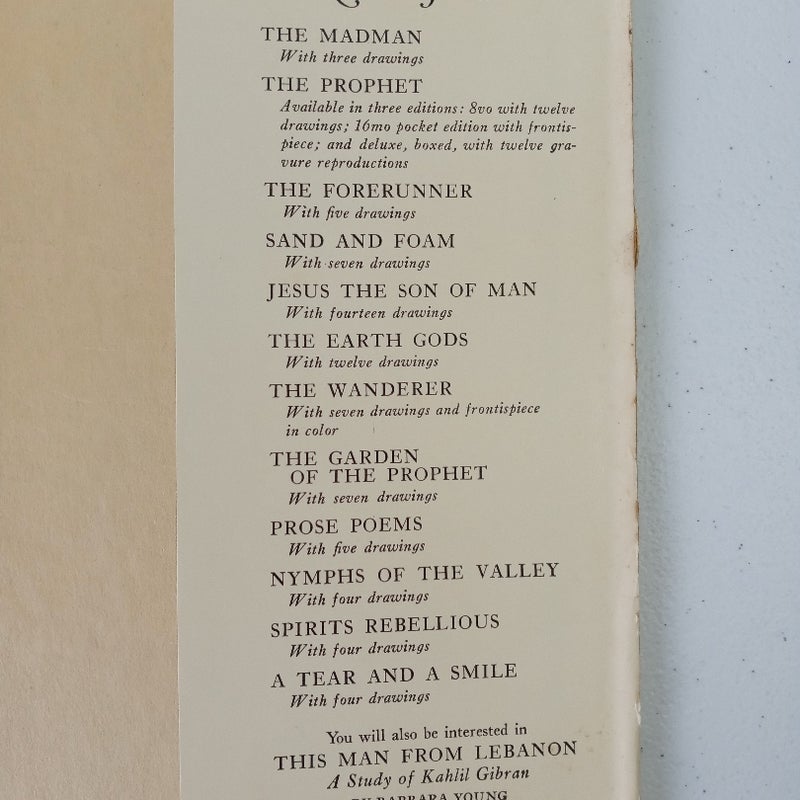 THE MADMAN
With three drawings
THE PROPHET
Available in three editions: 8vo with twelve
drawings; 16mo pocket edition with frontis-
piece; and deluxe, boxed, with twelve gra-
vure reproductions
THE FORERUNNER
With five drawings
SAND AND FOAM
With seven drawings
JESUS THE SON OF MAN
With fourteen drawings
THE EARTH GODS
With twelve drawings
THE WANDERER
With seven drawings and frontispiece
in color
THE GARDEN
OF THE PROPHET
With seven drawings
PROSE POEMS
With five drawings
NYMPHS OF THE VALLEY
With four drawings
SPIRITS REBELLIOUS
With four drawings
A TEAR AND A SMILE
With four drawings
You will also be interested in
THIS MAN FROM LEBANON
A Study of Kahlil Gibran
BY BARBARA YOUNG